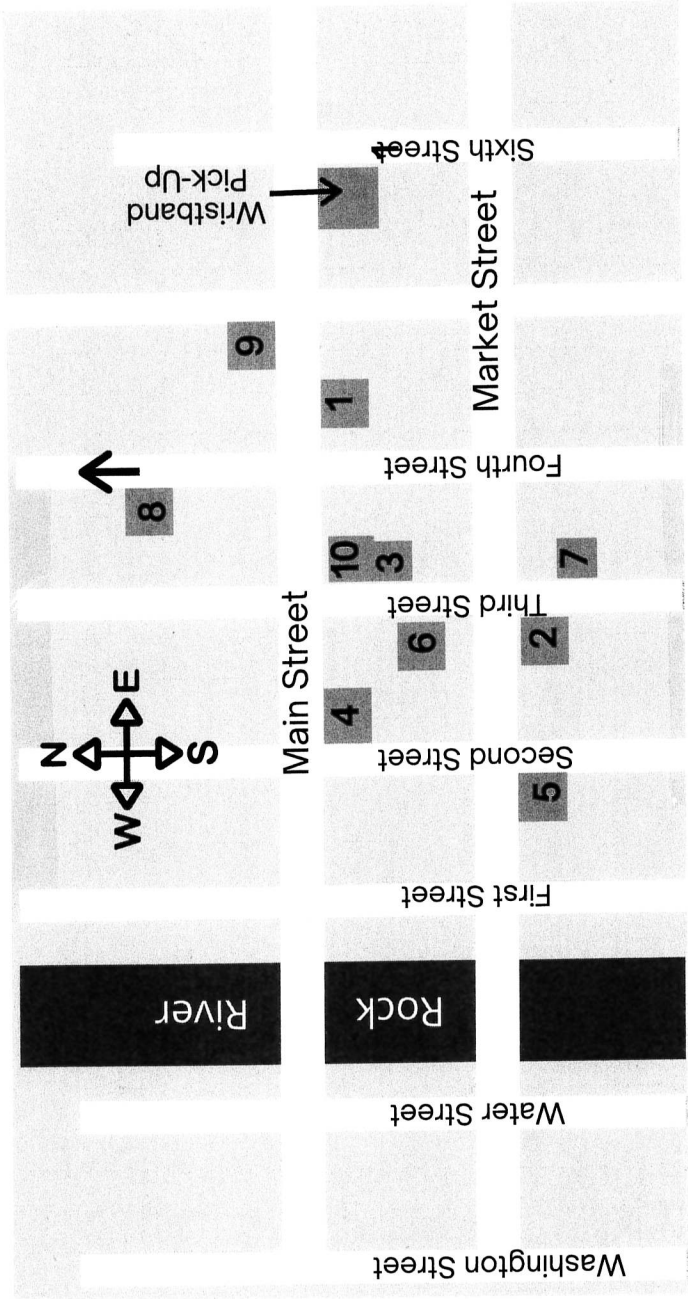 Wristband
Pick-Up
Sixth Street
Market Street
9
1
Fourth Street
8
10
3
7
Third Street
Main Street
6
2
4
N
W E
S
Second Street
5
First Street
Rock
River
Water Street
Washington Street